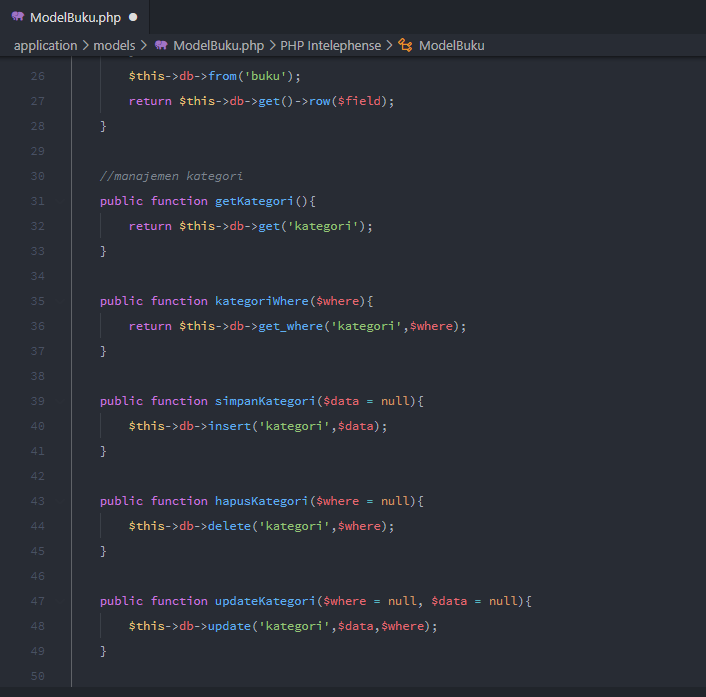 ModelBuku.php
application > models > ModelBuku.php > PHP Intelephense > ModelBuku
26 $this->db->from('buku');
27 return $this->db->get()->row($field);
28 }
29
30 //manajemen kategori
31 public function getKategori(){
32 return $this->db->get('kategori');
33 }
34
35 public function kategoriWhere($where){
36 return $this->db->get_where('kategori',$where);
37 }
38
39 public function simpanKategori($data = null){
40 $this->db->insert('kategori',$data);
41 }
42
43 public function hapusKategori($where = null){
44 $this->db->delete('kategori',$where);
45 }
46
47 public function updateKategori($where = null, $data = null){
48 $this->db->update('kategori',$data,$where);
49 }
50